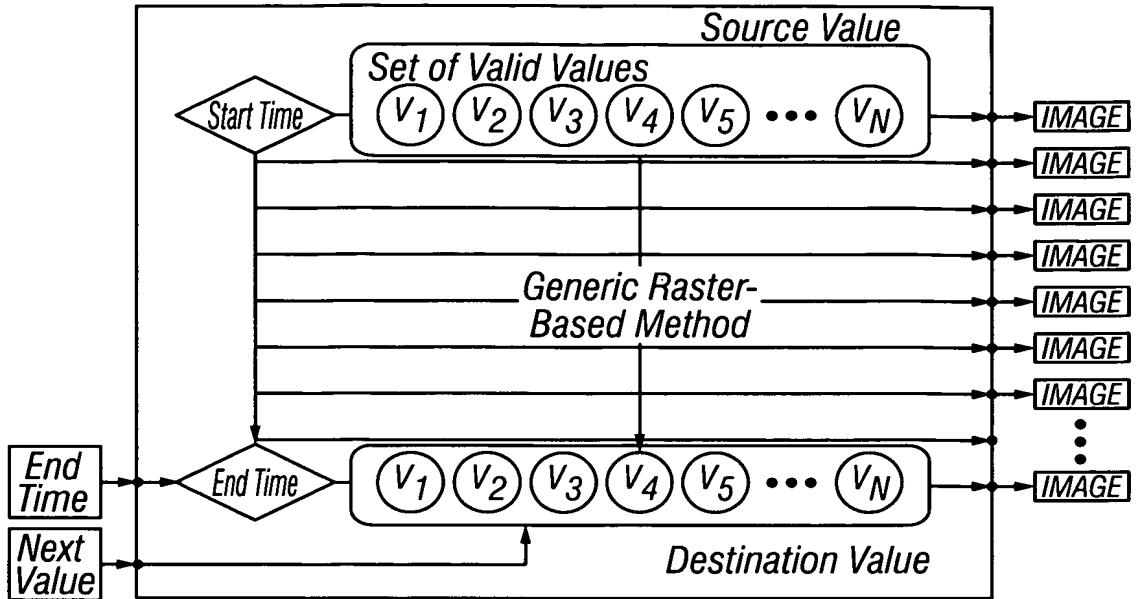 Source Value
Set of Valid Values
Start Time
V1 V2 V3 V4 V5 ••• VN
IMAGE
IMAGE
IMAGE
IMAGE
Generic Raster-
Based Method
IMAGE
IMAGE
IMAGE
End
Time
End Time
V1 V2 V3 V4 V5 ••• VN
IMAGE
Next
Value
Destination Value